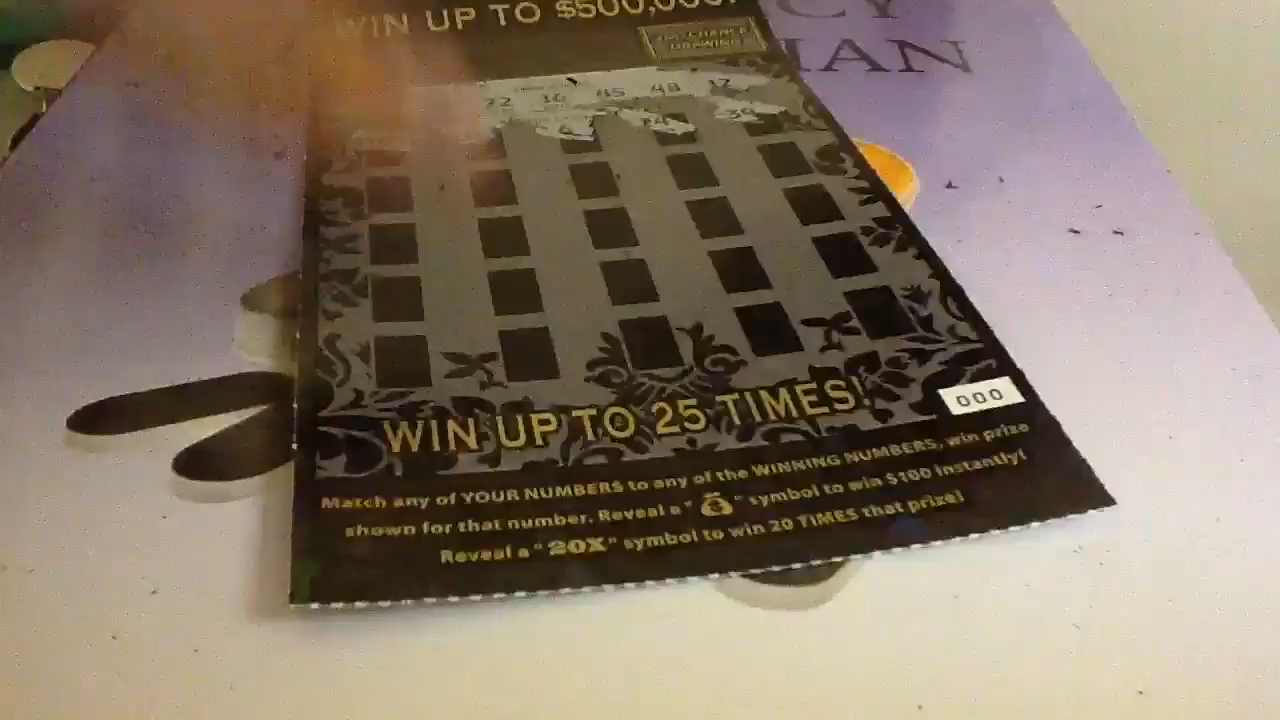 WIN UP TO $500,000!
2ND CHANCE
DRAWING!
22 16 45 48 17
WIN UP TO 25 TIMES!
000
Match any of YOUR NUMBERS to any of the WINNING NUMBERS, win prize
shown for that number. Reveal a " " symbol to win $100 instantly!
Reveal a "20X" symbol to win 20 TIMES that prize!